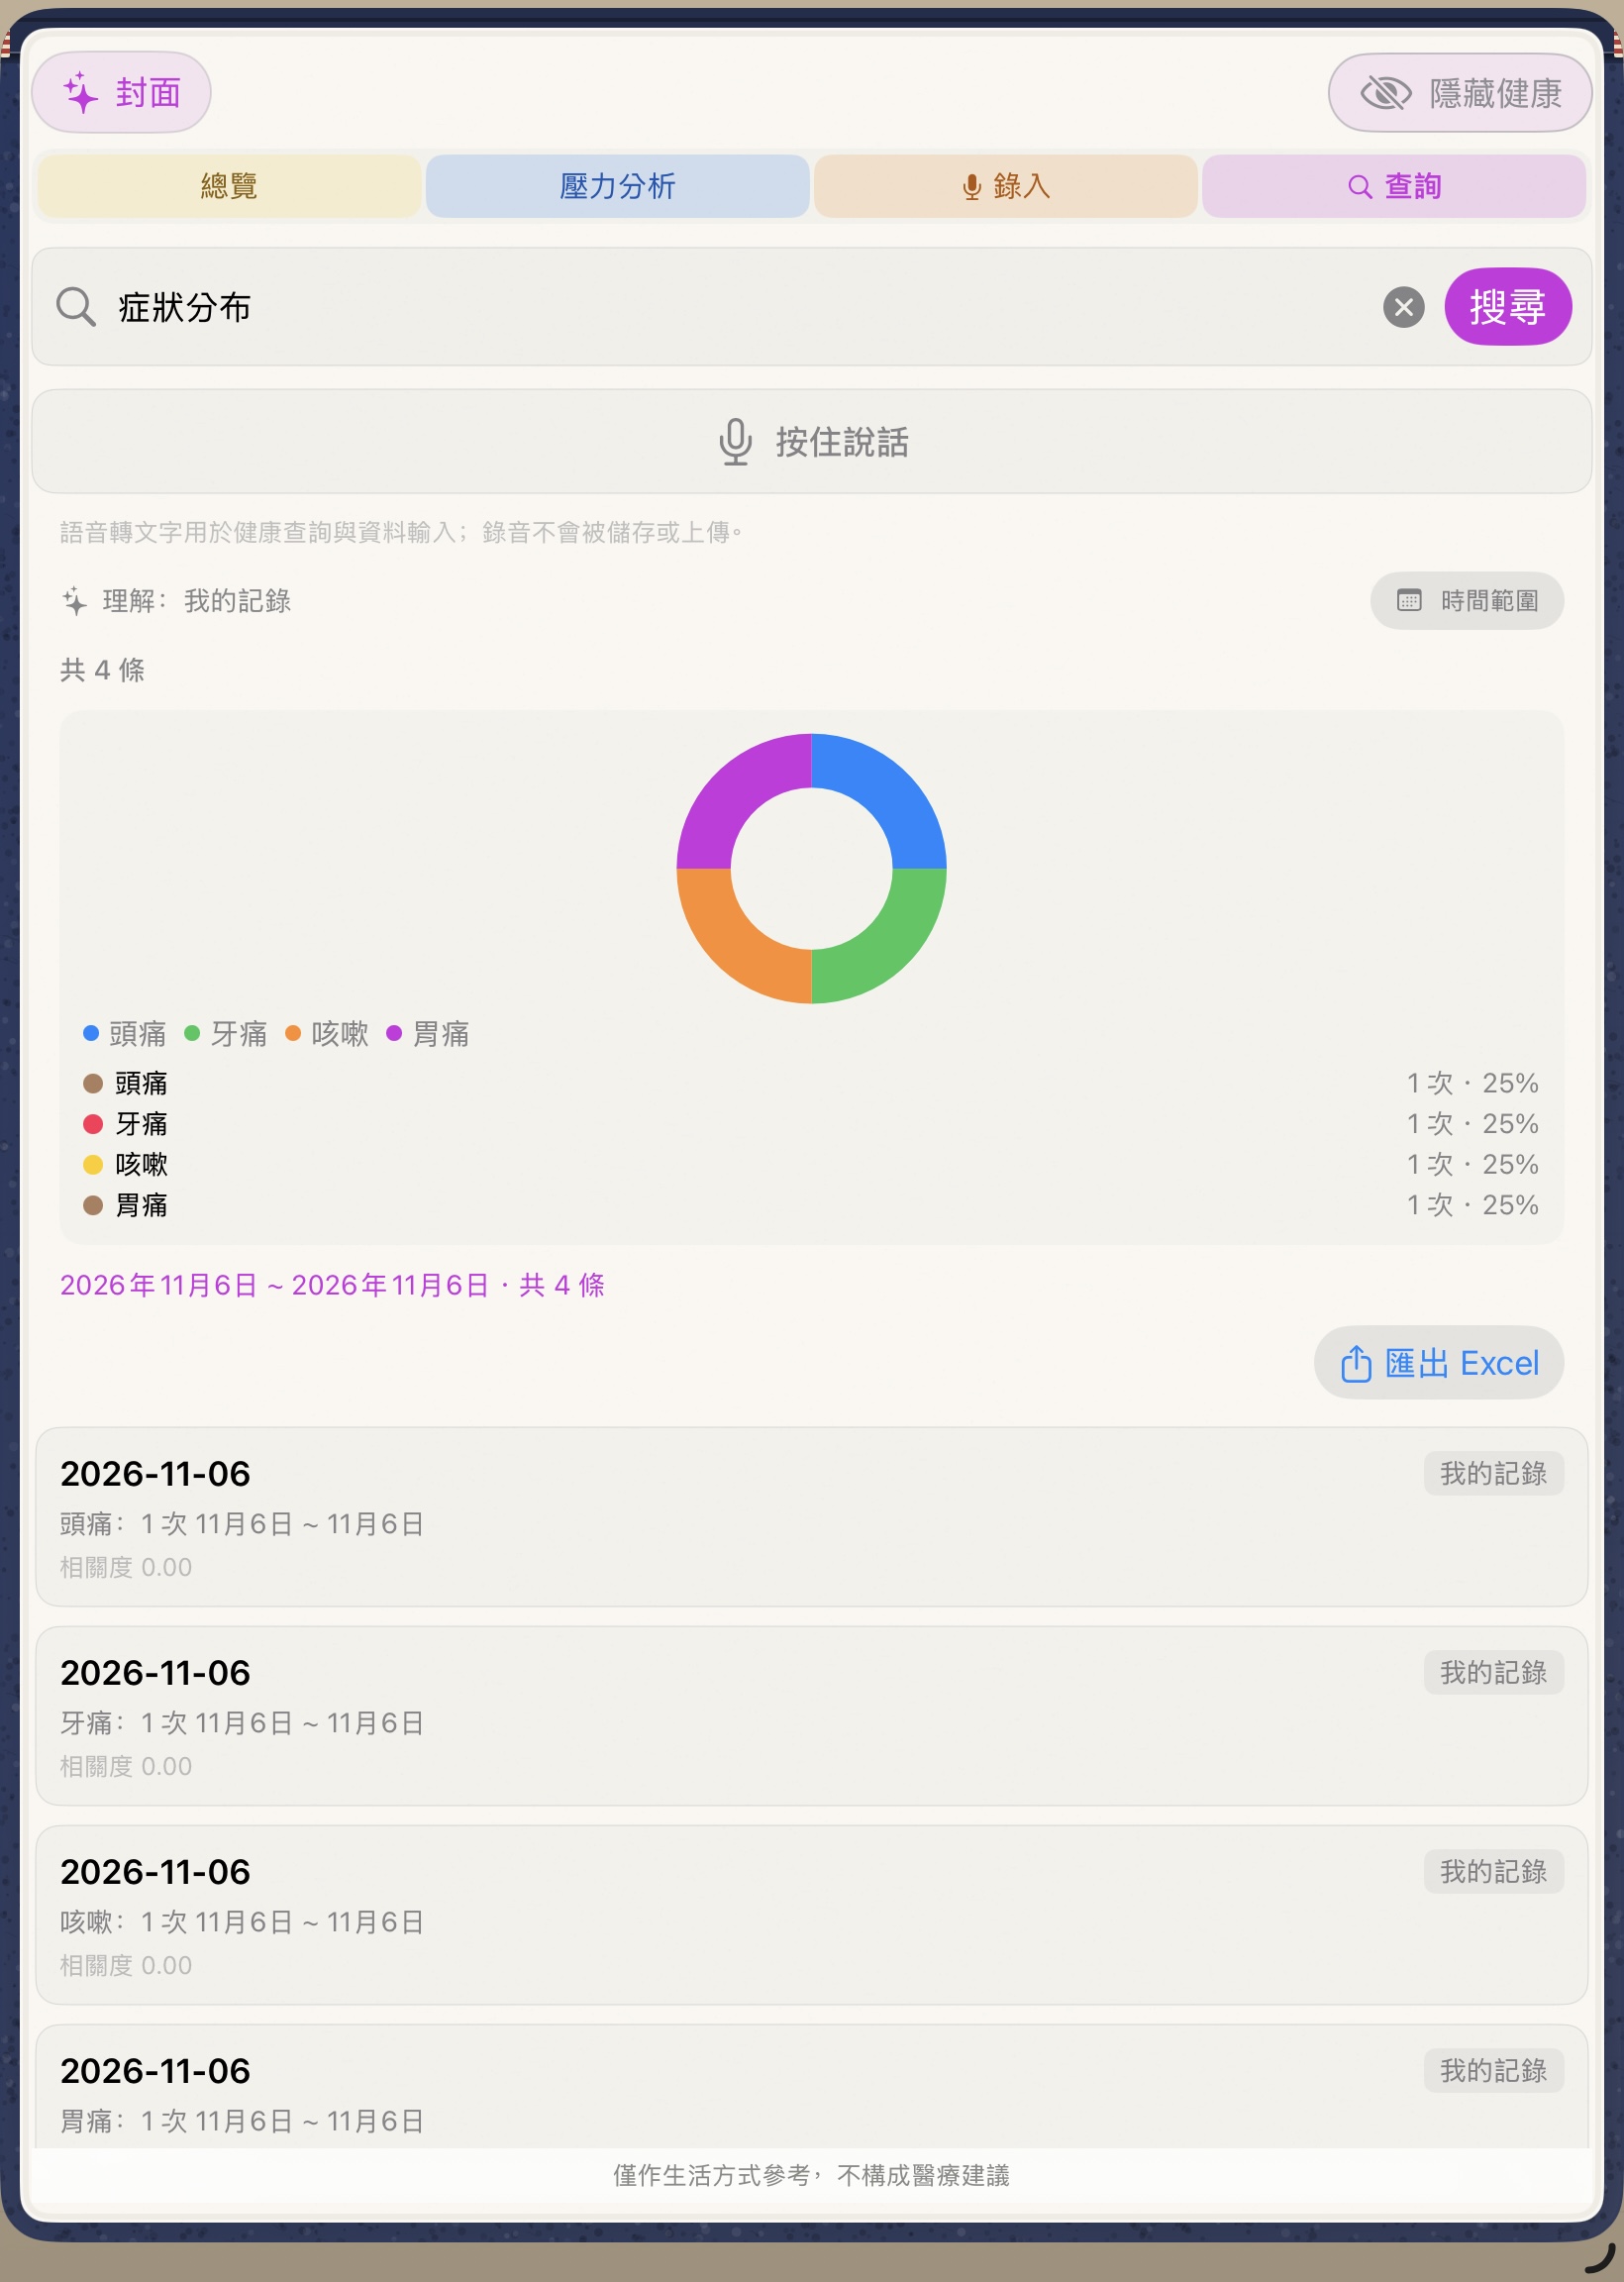 封面
隱藏健康
總覽
壓力分析
錄入
查詢
症狀分布
搜尋
按住說話
語音轉文字用於健康查詢與資料輸入；錄音不會被儲存或上傳。
理解：我的記錄
時間範圍
共 4 條
頭痛 牙痛 咳嗽 胃痛
頭痛 1 次 · 25%
牙痛 1 次 · 25%
咳嗽 1 次 · 25%
胃痛 1 次 · 25%
2026年11月6日 ~ 2026年11月6日 · 共 4 條
匯出 Excel
2026-11-06
我的記錄
頭痛：1 次 11月6日 ~ 11月6日
相關度 0.00
2026-11-06
我的記錄
牙痛：1 次 11月6日 ~ 11月6日
相關度 0.00
2026-11-06
我的記錄
咳嗽：1 次 11月6日 ~ 11月6日
相關度 0.00
2026-11-06
我的記錄
胃痛：1 次 11月6日 ~ 11月6日
僅作生活方式參考，不構成醫療建議